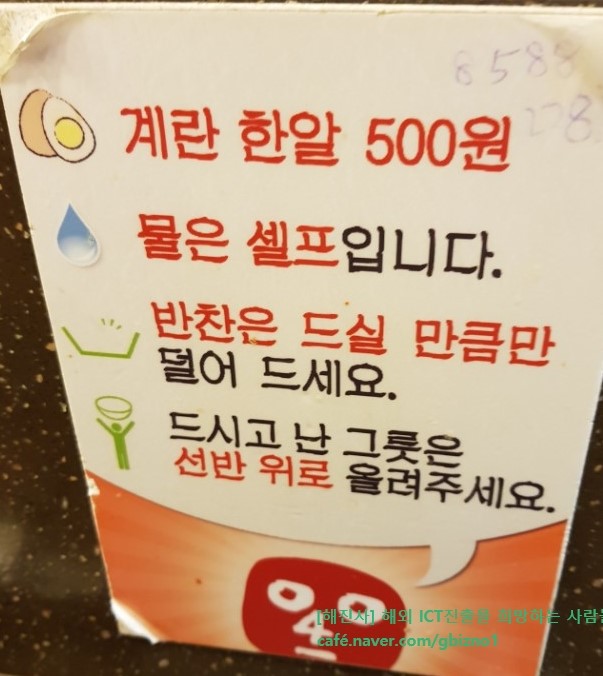 8588
28
계란 한알 500원
물은 셀프입니다.
반찬은 드실 만큼만
덜어 드세요.
드시고 난 그릇은
선반 위로 올려주세요.
[해진사] 해외 ICT진출을 희망하는 사람
café.naver.com/gbizno1